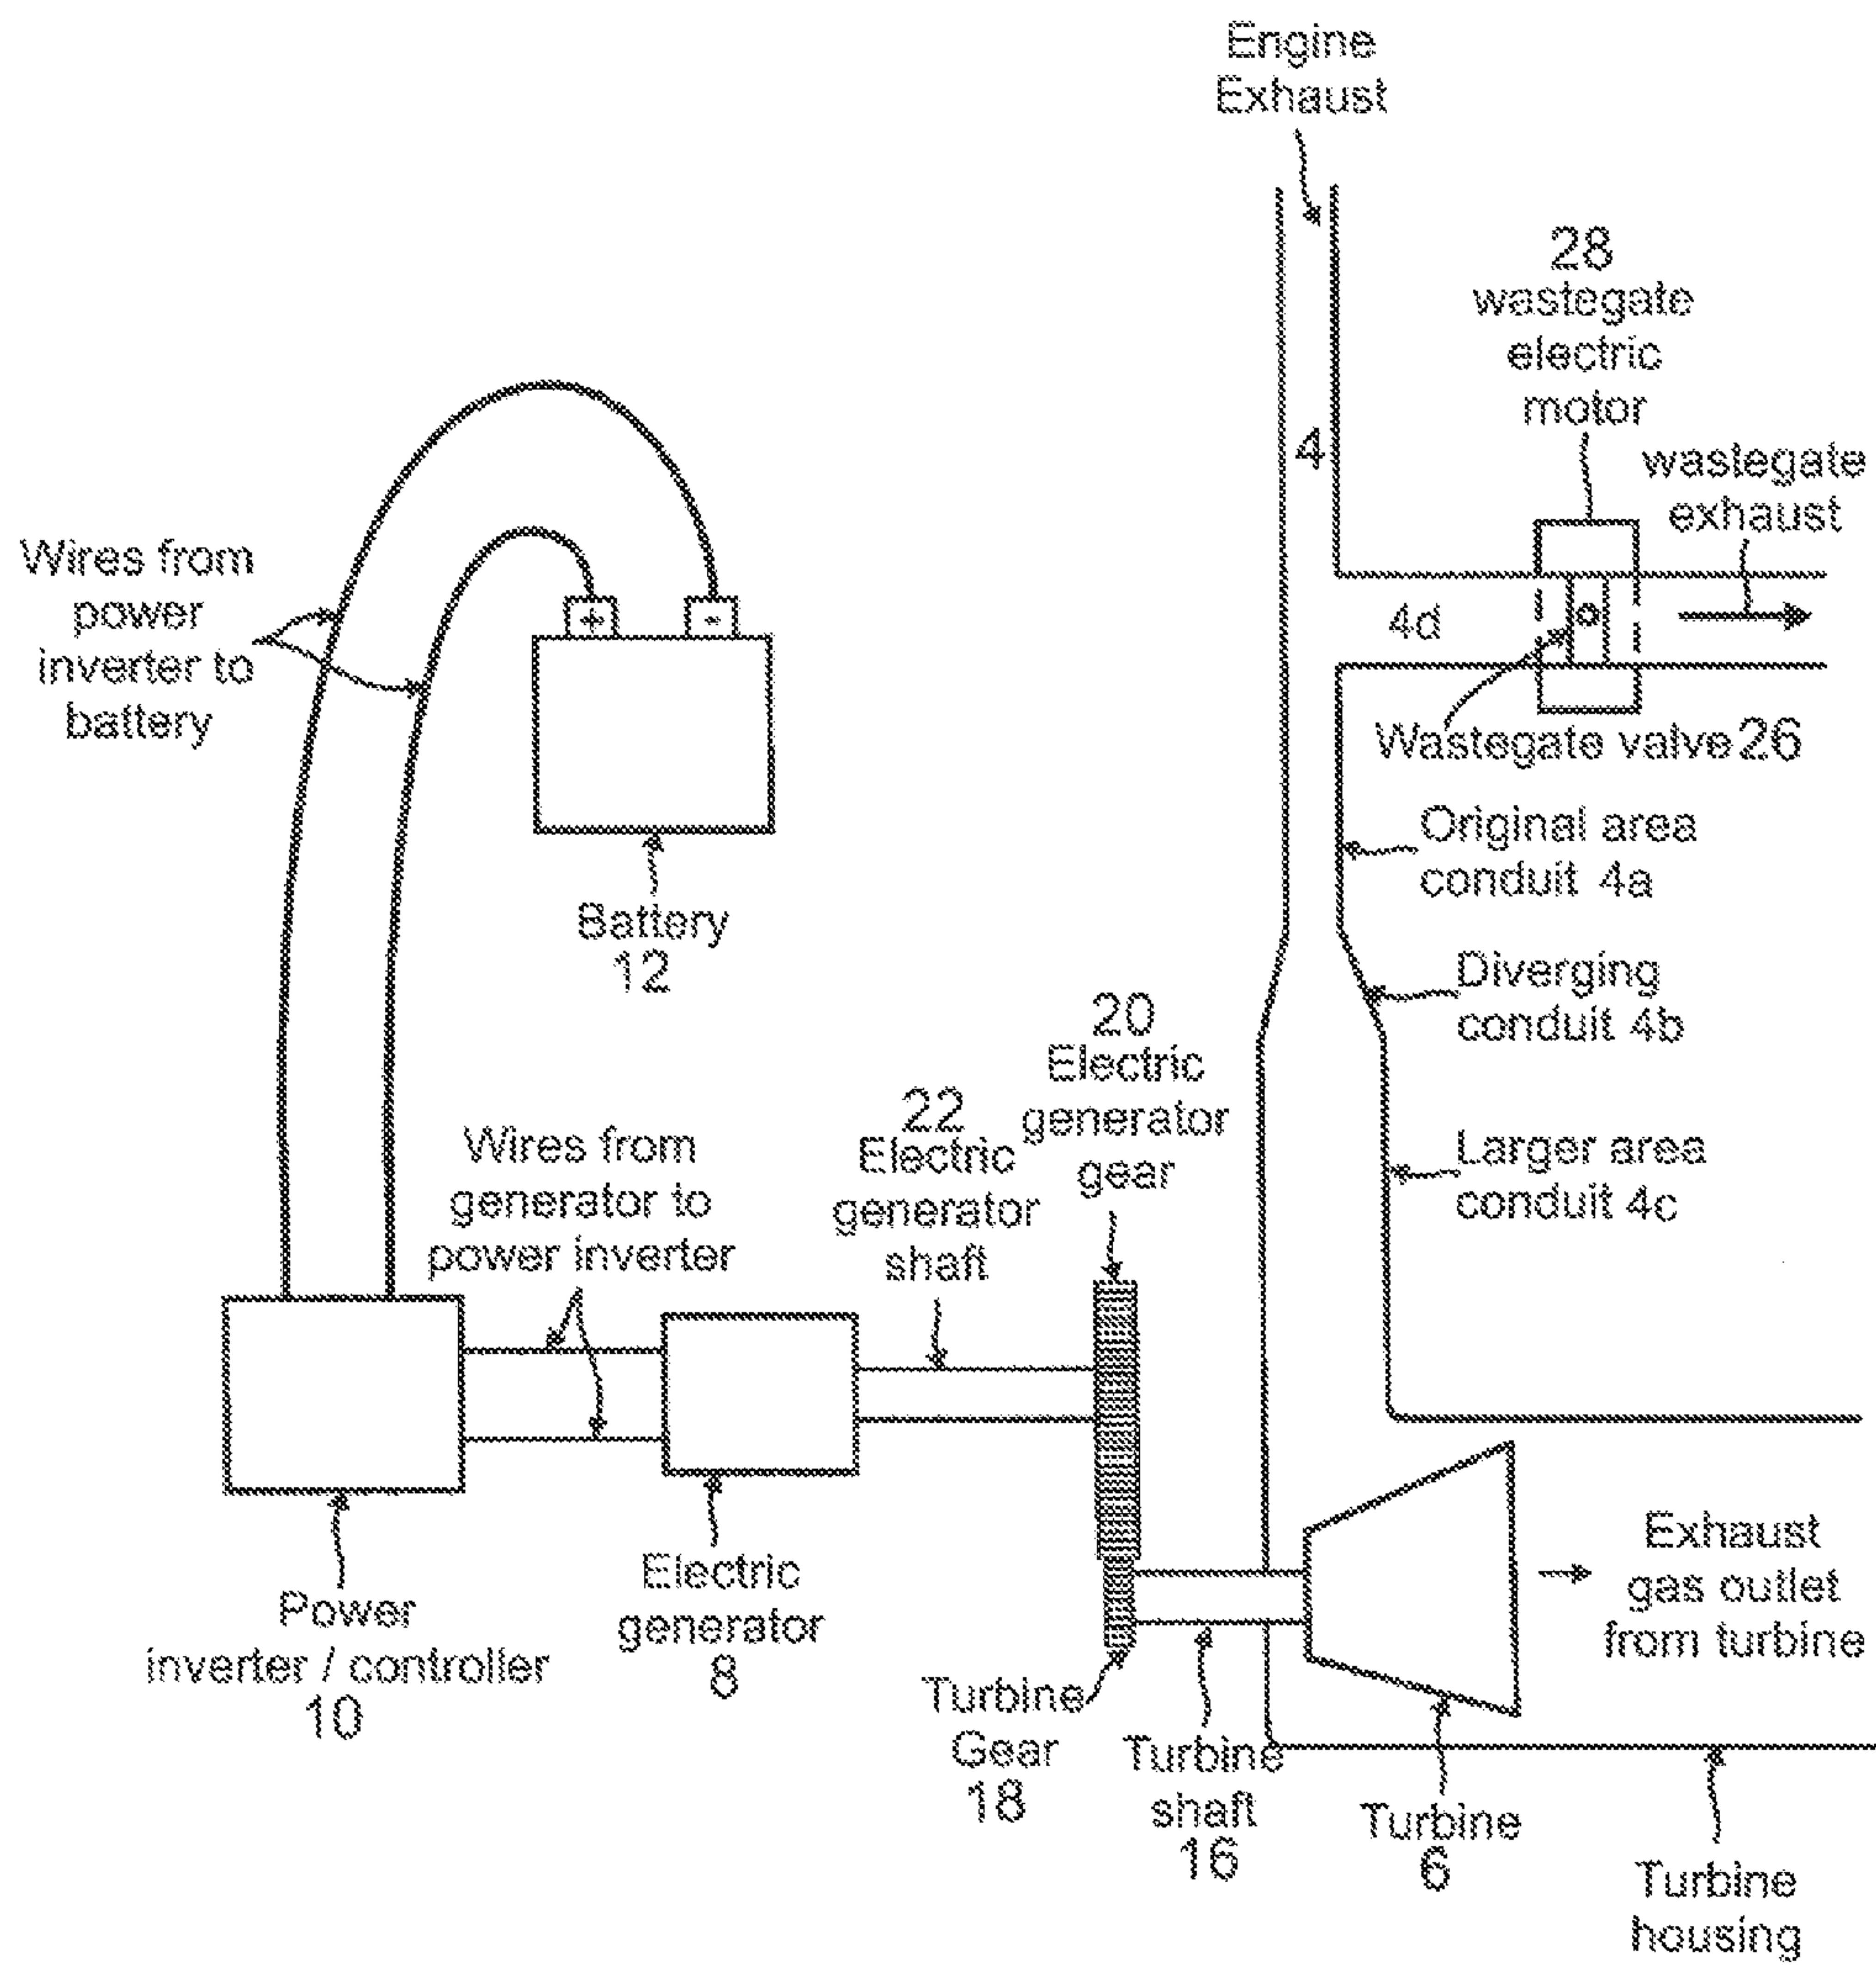 Engine
Exhaust
28
wastegate
electric
motor
4
wastegate
exhaust
Wires from
power
inverter to
battery
+
-
4d
Wastegate valve 26
Original area
conduit 4a
Battery
12
Diverging
conduit 4b
20
Electric
generator
gear
22
Electric
generator
shaft
Wires from
generator to
power inverter
Larger area
conduit 4c
Exhaust
gas outlet
from turbine
Electric
generator
8
Power
inverter / controller
10
Turbine
Gear
18
Turbine
shaft
16
Turbine
6
Turbine
housing